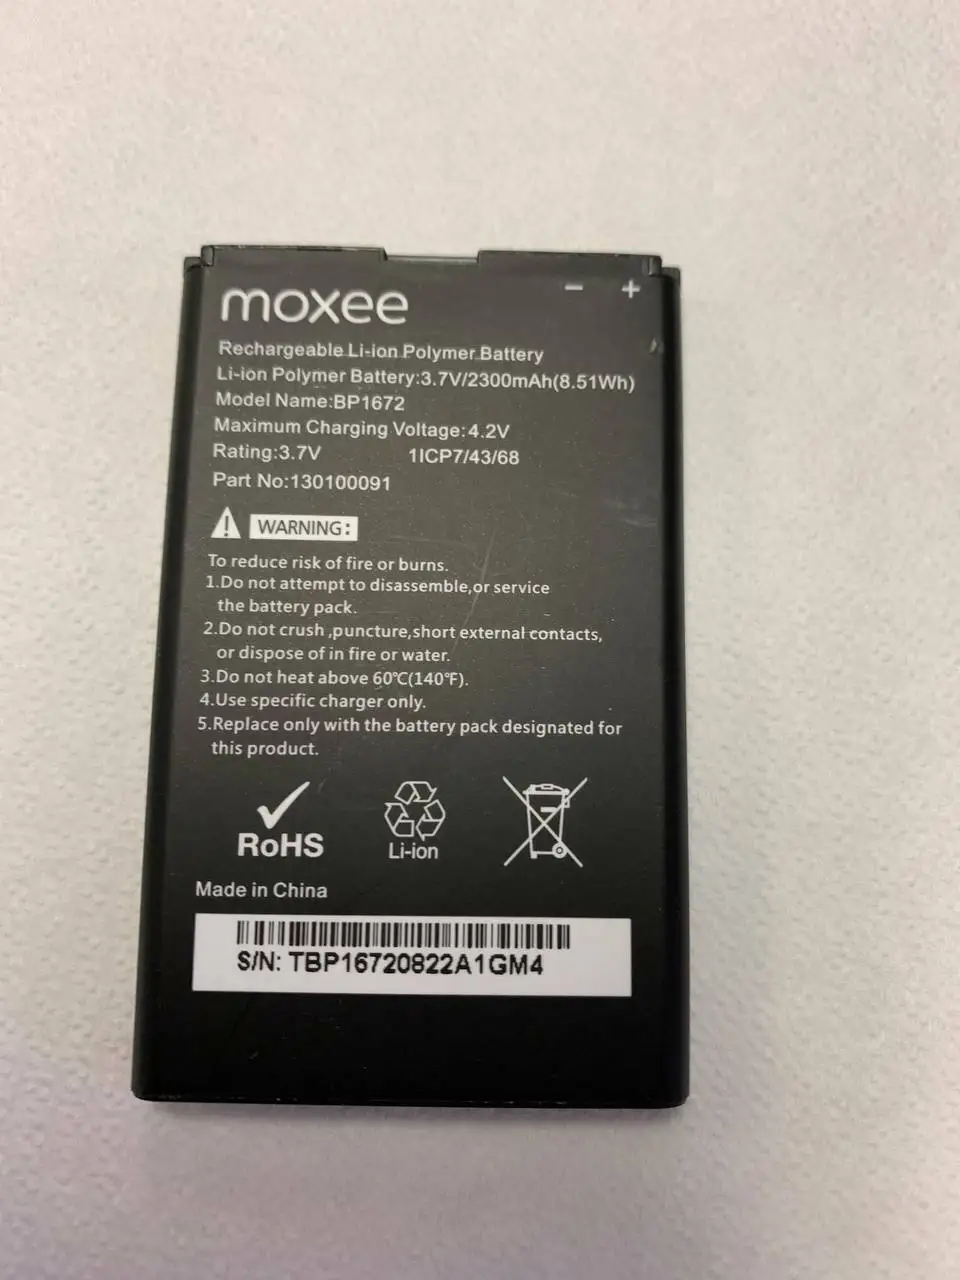 moxee
- +
Rechargeable Li-ion Polymer Battery
Li-ion Polymer Battery:3.7V/2300mAh(8.51Wh)
Model Name:BP1672
Maximum Charging Voltage:4.2V
Rating:3.7V 1ICP7/43/68
Part No:130100091
WARNING:
To reduce risk of fire or burns.
1.Do not attempt to disassemble,or service
the battery pack.
2.Do not crush ,puncture,short external contacts,
or dispose of in fire or water.
3.Do not heat above 60℃(140℉).
4.Use specific charger only.
5.Replace only with the battery pack designated for
this product.
RoHS Li-ion
Made in China
S/N: TBP16720822A1GM4